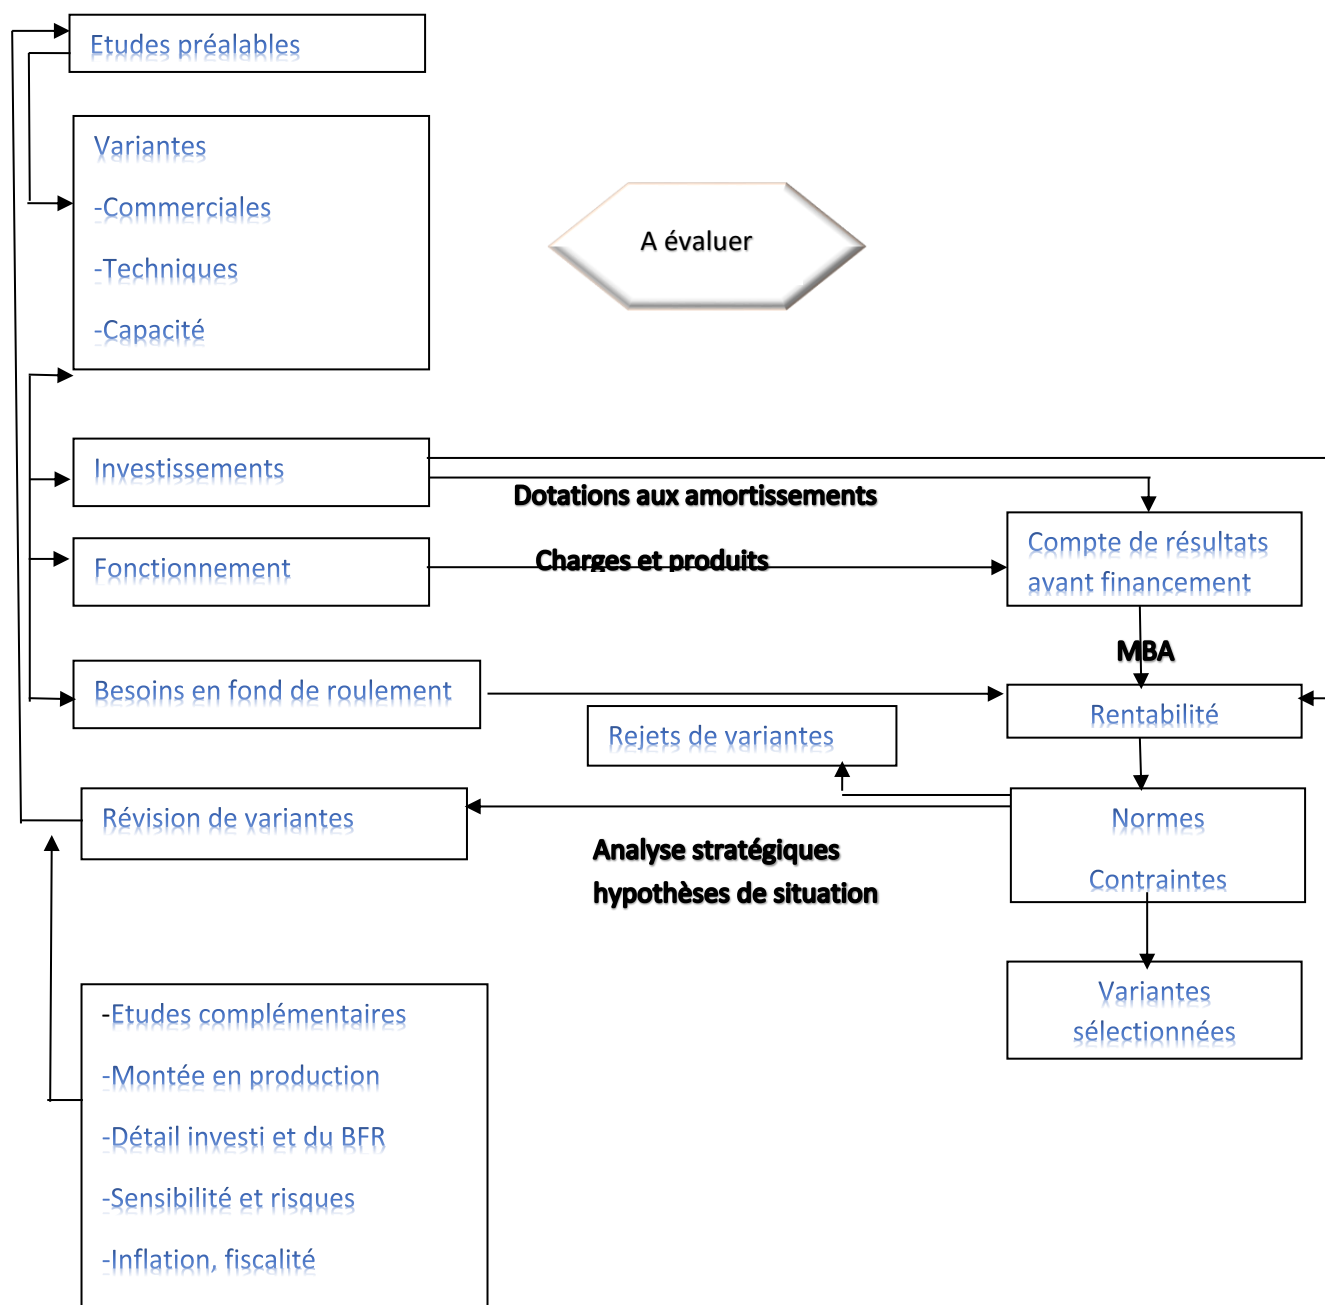 Etudes préalables
Variantes
-Commerciales
-Techniques
-Capacité
A évaluer
Investissements
Dotations aux amortissements
Fonctionnement
Charges et produits
Compte de résultats
avant financement
MBA
Besoins en fond de roulement
Rentabilité
Rejets de variantes
Révision de variantes
Normes
Contraintes
Analyse stratégiques
hypothèses de situation
Variantes
sélectionnées
-Etudes complémentaires
-Montée en production
-Détail investi et du BFR
-Sensibilité et risques
-Inflation, fiscalité